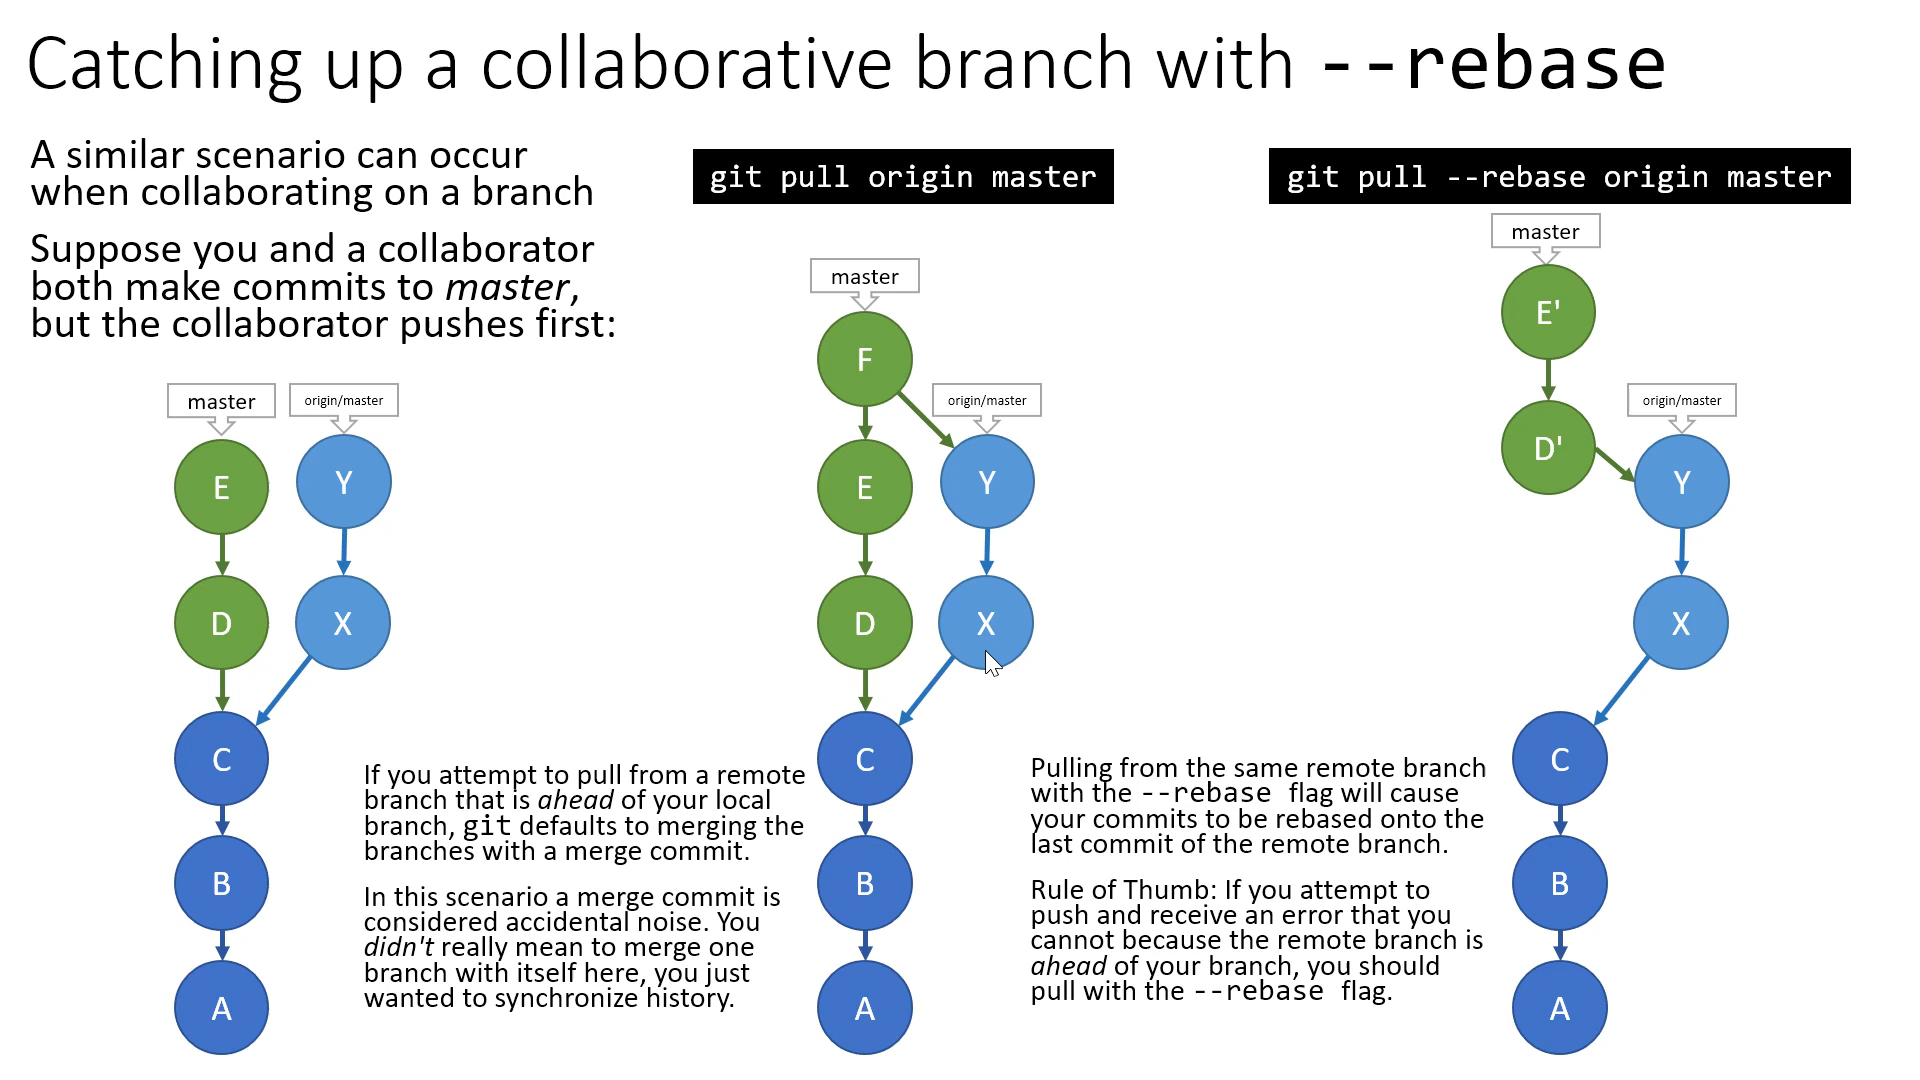 Catching up a collaborative branch with --rebase
A similar scenario can occur
when collaborating on a branch
Suppose you and a collaborator
both make commits to master,
but the collaborator pushes first:
master
origin/master
E
Y
D
X
C
B
A
If you attempt to pull from a remote
branch that is ahead of your local
branch, git defaults to merging the
branches with a merge commit.
In this scenario a merge commit is
considered accidental noise. You
didn't really mean to merge one
branch with itself here, you just
wanted to synchronize history.
git pull origin master
master
F
origin/master
E
Y
D
X
C
B
A
Pulling from the same remote branch
with the --rebase flag will cause
your commits to be rebased onto the
last commit of the remote branch.
Rule of Thumb: If you attempt to
push and receive an error that you
cannot because the remote branch is
ahead of your branch, you should
pull with the --rebase flag.
git pull --rebase origin master
master
E'
origin/master
D'
Y
X
C
B
A